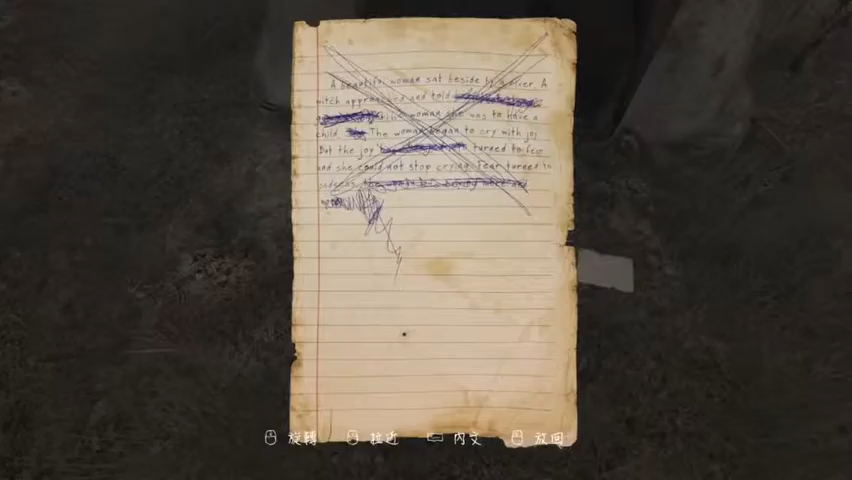 A beautiful woman sat beside by a river. A
witch approached and told
the woman she was to have a
child The woman began to cry with joy
But the joy turned to fear
and she could not stop crying. Fear turned to
旋轉 接近 內文 放回